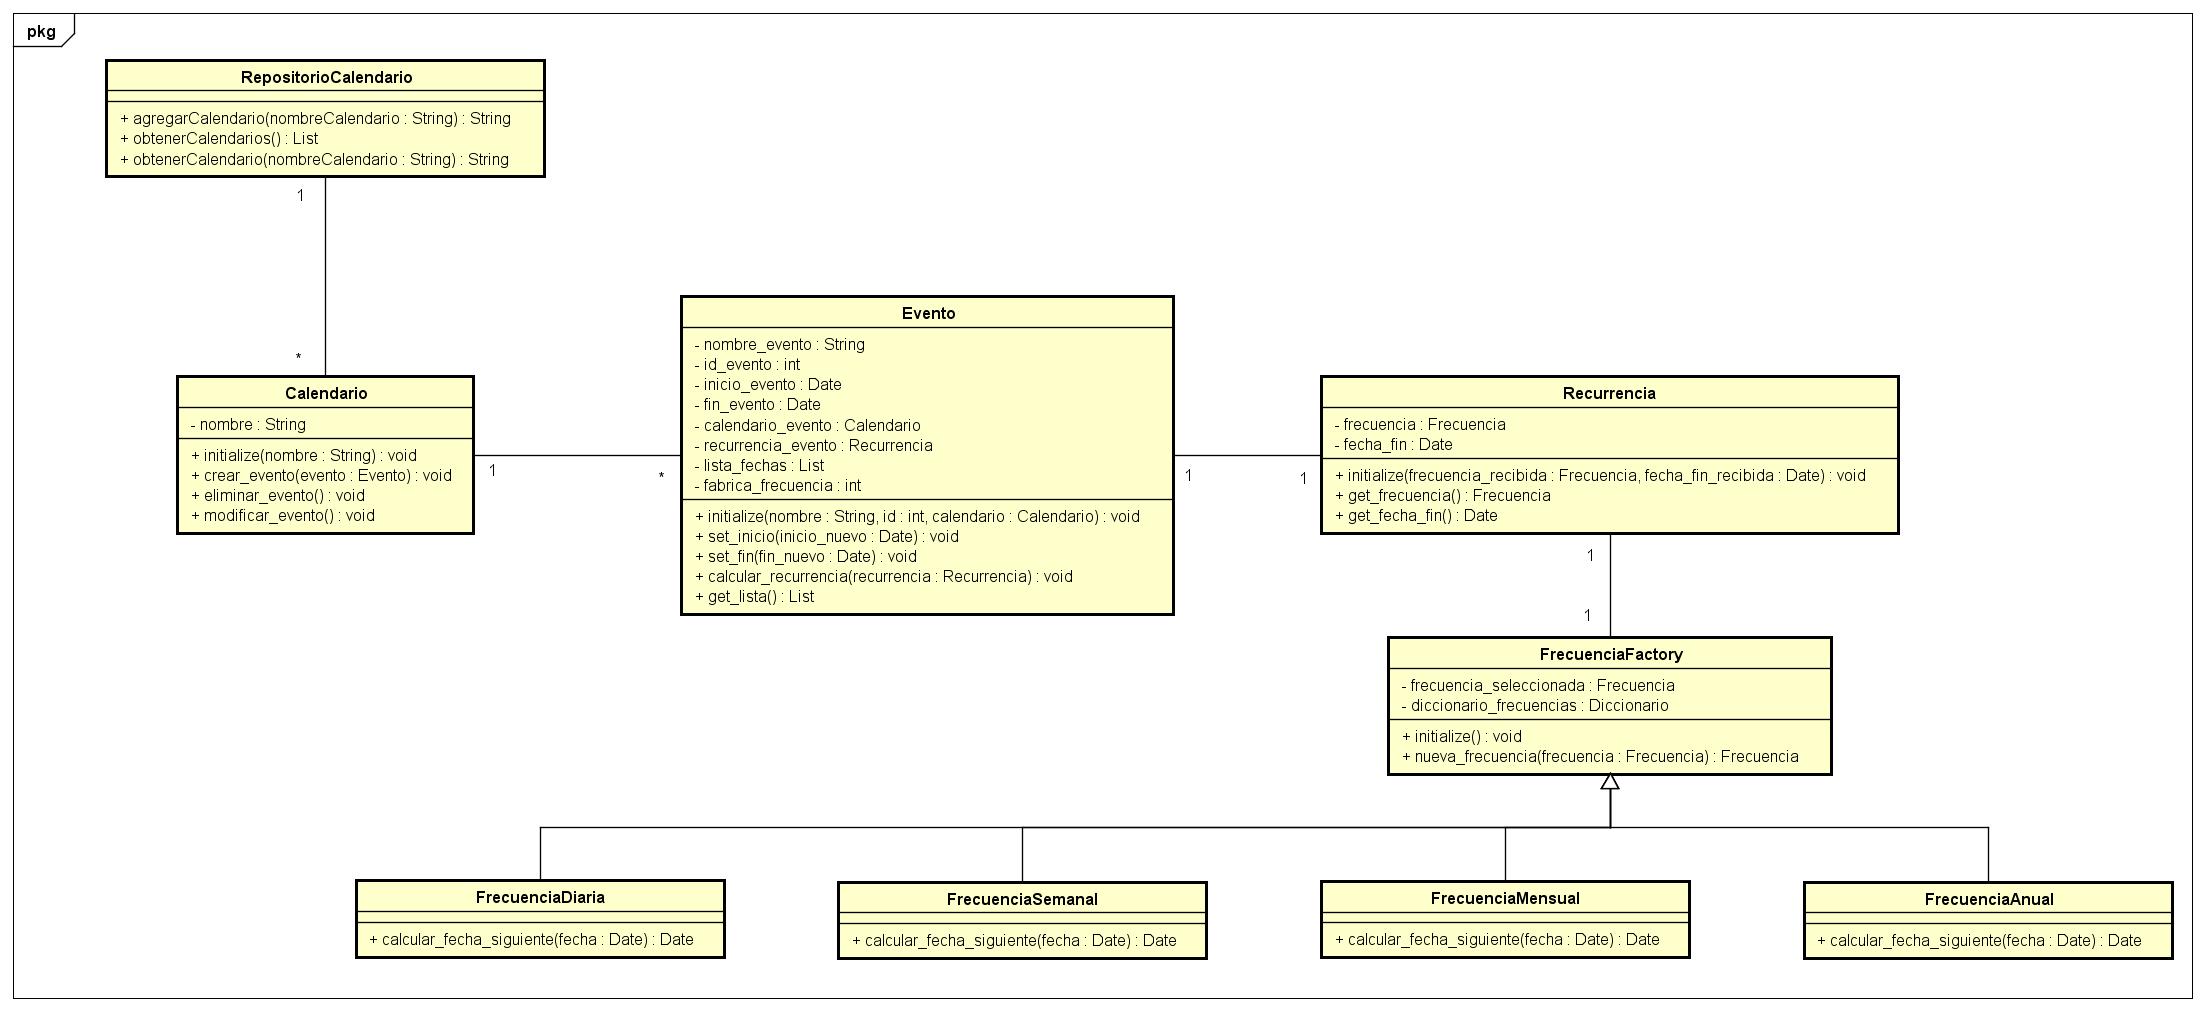 pkg
RepositorioCalendario
+ agregarCalendario(nombreCalendario : String) : String
+ obtenerCalendarios() : List
+ obtenerCalendario(nombreCalendario : String) : String
1
*
Calendario
- nombre : String
+ initialize(nombre : String) : void
+ crear_evento(evento : Evento) : void
+ eliminar_evento() : void
+ modificar_evento() : void
1
*
Evento
- nombre_evento : String
- id_evento : int
- inicio_evento : Date
- fin_evento : Date
- calendario_evento : Calendario
- recurrencia_evento : Recurrencia
- lista_fechas : List
- fabrica_frecuencia : int
+ initialize(nombre : String, id : int, calendario : Calendario) : void
+ set_inicio(inicio_nuevo : Date) : void
+ set_fin(fin_nuevo : Date) : void
+ calcular_recurrencia(recurrencia : Recurrencia) : void
+ get_lista() : List
1
1
Recurrencia
- frecuencia : Frecuencia
- fecha_fin : Date
+ initialize(frecuencia_recibida : Frecuencia, fecha_fin_recibida : Date) : void
+ get_frecuencia() : Frecuencia
+ get_fecha_fin() : Date
1
1
FrecuenciaFactory
- frecuencia_seleccionada : Frecuencia
- diccionario_frecuencias : Diccionario
+ initialize() : void
+ nueva_frecuencia(frecuencia : Frecuencia) : Frecuencia
FrecuenciaDiaria
+ calcular_fecha_siguiente(fecha : Date) : Date
FrecuenciaSemanal
+ calcular_fecha_siguiente(fecha : Date) : Date
FrecuenciaMensual
+ calcular_fecha_siguiente(fecha : Date) : Date
FrecuenciaAnual
+ calcular_fecha_siguiente(fecha : Date) : Date